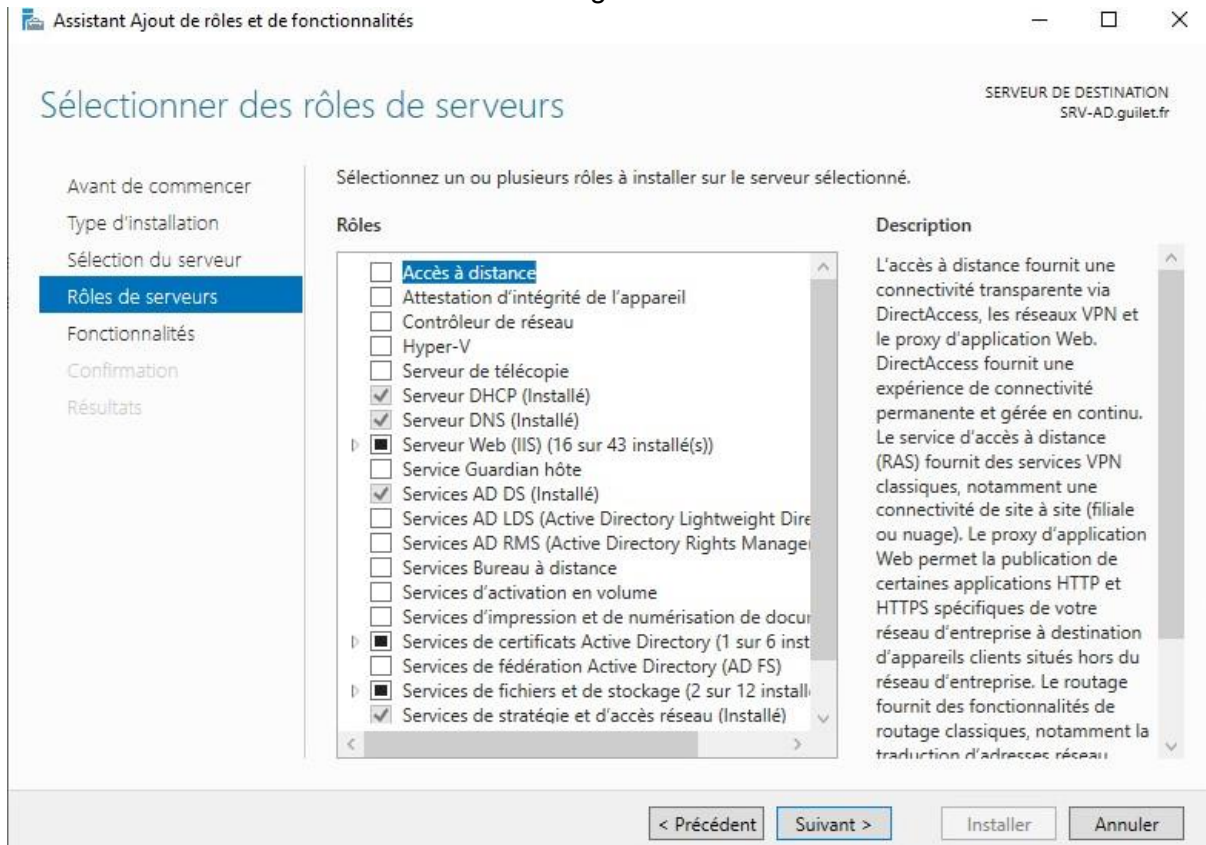 Assistant Ajout de rôles et de fonctionnalités
Sélectionner des rôles de serveurs
SERVEUR DE DESTINATION
SRV-AD.guilet.fr
Avant de commencer
Type d'installation
Sélection du serveur
Rôles de serveurs
Fonctionnalités
Confirmation
Résultats
Sélectionnez un ou plusieurs rôles à installer sur le serveur sélectionné.
Rôles
Accès à distance
Attestation d'intégrité de l'appareil
Contrôleur de réseau
Hyper-V
Serveur de télécopie
Serveur DHCP (Installé)
Serveur DNS (Installé)
Serveur Web (IIS) (16 sur 43 installé(s))
Service Guardian hôte
Services AD DS (Installé)
Services AD LDS (Active Directory Lightweight Dire
Services AD RMS (Active Directory Rights Manage
Services Bureau à distance
Services d'activation en volume
Services d'impression et de numérisation de docu
Services de certificats Active Directory (1 sur 6 inst
Services de fédération Active Directory (AD FS)
Services de fichiers et de stockage (2 sur 12 install
Services de stratégie et d'accès réseau (Installé)
Description
L'accès à distance fournit une
connectivité transparente via
DirectAccess, les réseaux VPN et
le proxy d'application Web.
DirectAccess fournit une
expérience de connectivité
permanente et gérée en continu.
Le service d'accès à distance
(RAS) fournit des services VPN
classiques, notamment une
connectivité de site à site (filiale
ou nuage). Le proxy d'application
Web permet la publication de
certaines applications HTTP et
HTTPS spécifiques de votre
réseau d'entreprise à destination
d'appareils clients situés hors du
réseau d'entreprise. Le routage
fournit des fonctionnalités de
routage classiques, notamment la
traduction d'adresses réseau
< Précédent
Suivant >
Installer
Annuler